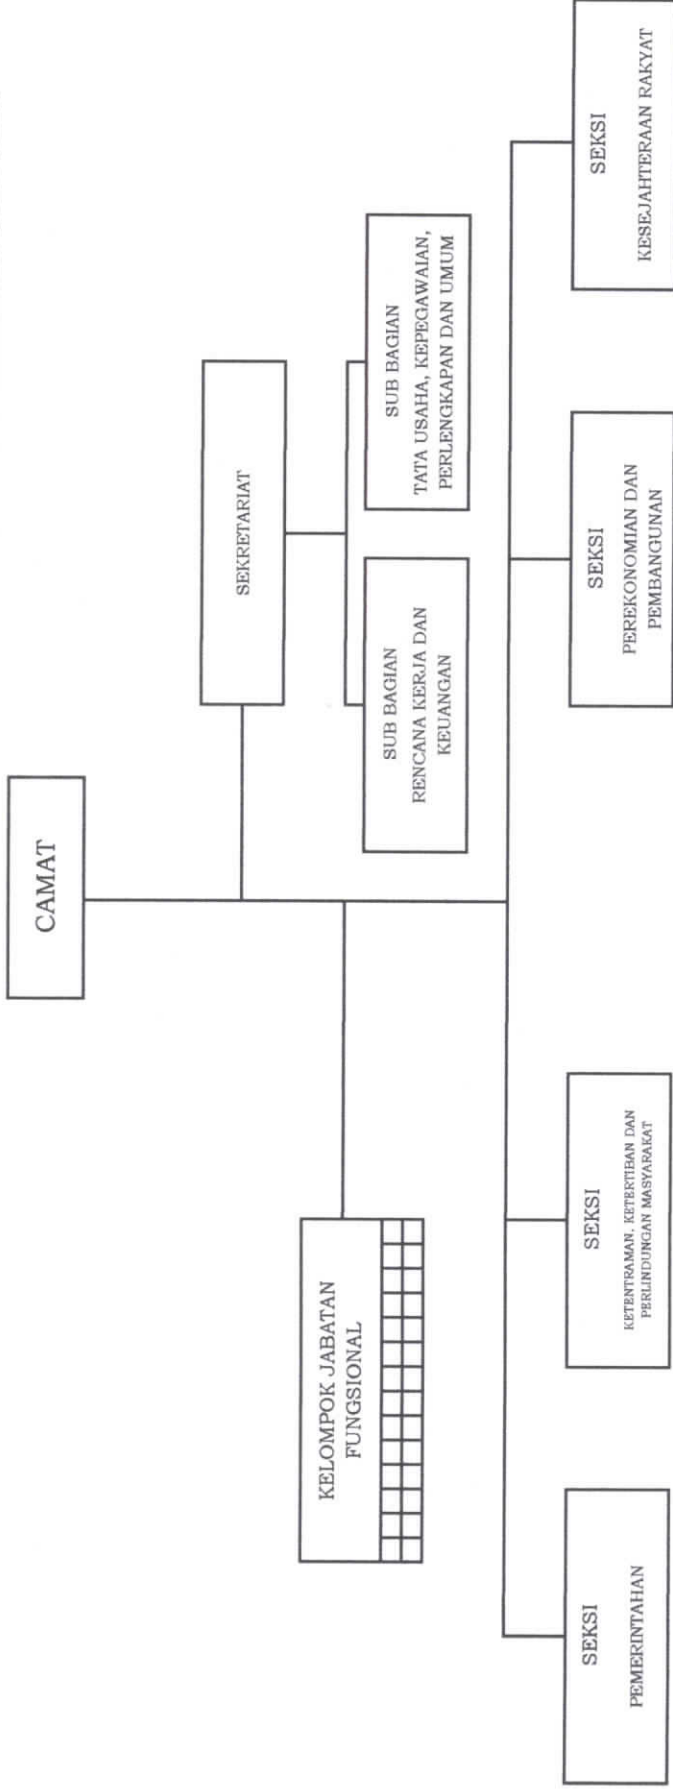 CAMAT
SEKRETARIAT
KELOMPOK JABATAN
FUNGSIONAL
SUB BAGIAN
RENCANA KERJA DAN
KEUANGAN
SUB BAGIAN
TATA USAHA, KEPEGAWAIAN,
PERLENGKAPAN DAN UMUM
SEKSI
PEMERINTAHAN
SEKSI
KETENTRAMAN, KETERTIBAN DAN
PERLINDUNGAN MASYARAKAT
SEKSI
PEREKONOMIAN DAN
PEMBANGUNAN
SEKSI
KESEJAHTERAAN RAKYAT